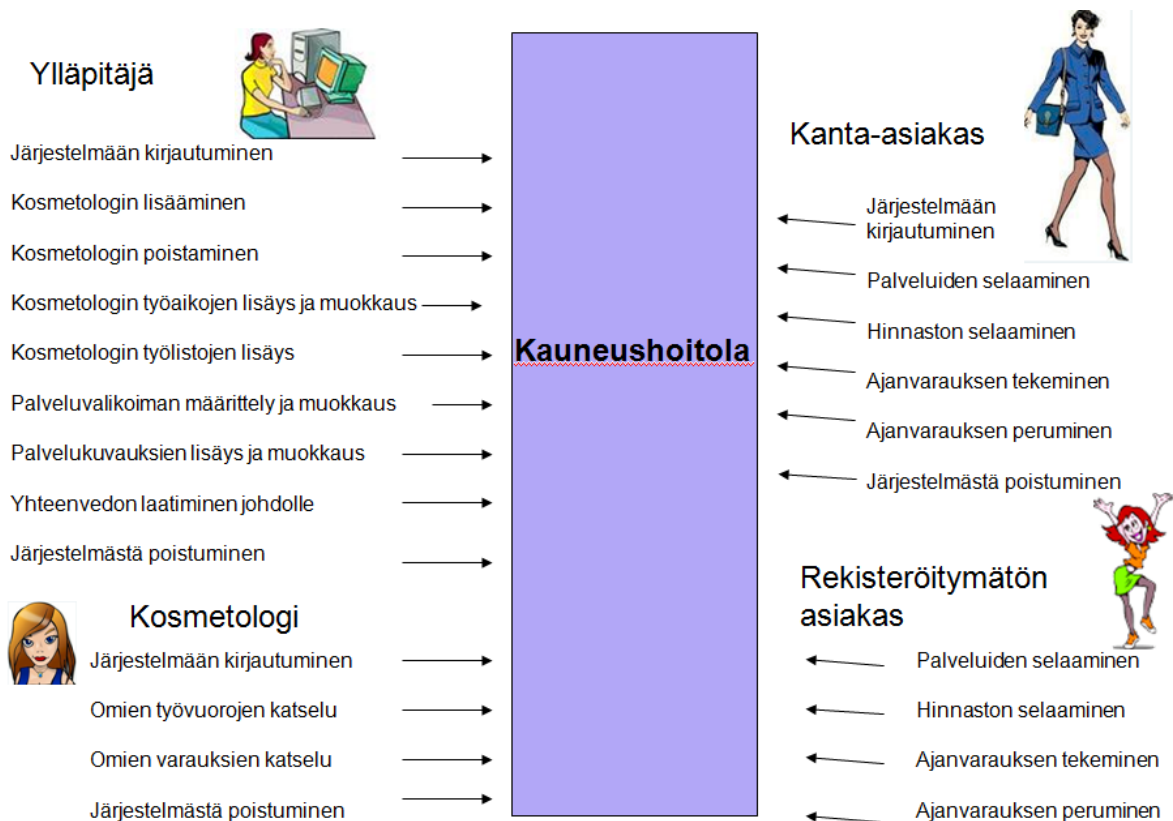 Ylläpitäjä
Järjestelmään kirjautuminen
Kosmetologin lisääminen
Kosmetologin poistaminen
Kosmetologin työaikojen lisäys ja muokkaus
Kosmetologin työlistojen lisäys
Palveluvalikoiman määrittely ja muokkaus
Palvelukuvauksien lisäys ja muokkaus
Yhteenvedon laatiminen johdolle
Järjestelmästä poistuminen
Kosmetologi
Järjestelmään kirjautuminen
Omien työvuorojen katselu
Omien varauksien katselu
Järjestelmästä poistuminen
Kauneushoitola
Kanta-asiakas
Järjestelmään
kirjautuminen
Palveluiden selaaminen
Hinnaston selaaminen
Ajanvarauksen tekeminen
Ajanvarauksen peruminen
Järjestelmästä poistuminen
Rekisteröitymätön
asiakas
Palveluiden selaaminen
Hinnaston selaaminen
Ajanvarauksen tekeminen
Ajanvarauksen peruminen